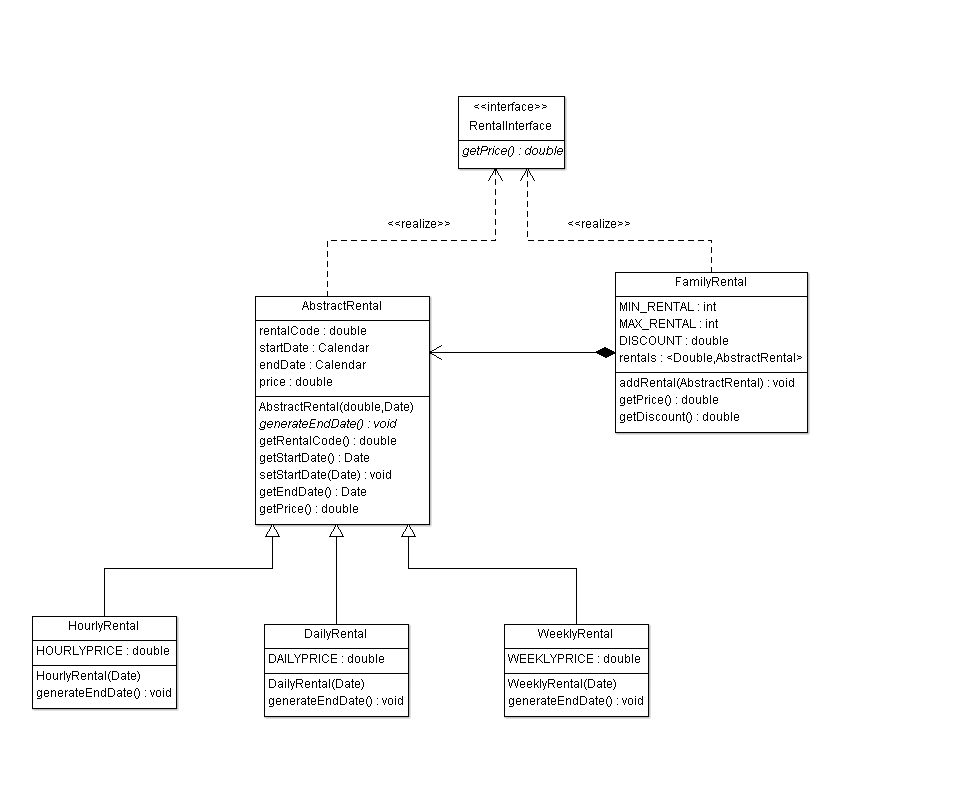 <<interface>>
RentalInterface
getPrice() : double
<<realize>>
<<realize>>
AbstractRental
rentalCode : double
startDate : Calendar
endDate : Calendar
price : double
AbstractRental(double,Date)
generateEndDate() : void
getRentalCode() : double
getStartDate() : Date
setStartDate(Date) : void
getEndDate() : Date
getPrice() : double
FamilyRental
MIN_RENTAL : int
MAX_RENTAL : int
DISCOUNT : double
rentals : <Double,AbstractRental>
addRental(AbstractRental) : void
getPrice() : double
getDiscount() : double
HourlyRental
HOURLYPRICE : double
HourlyRental(Date)
generateEndDate() : void
DailyRental
DAILYPRICE : double
DailyRental(Date)
generateEndDate() : void
WeeklyRental
WEEKLYPRICE : double
WeeklyRental(Date)
generateEndDate() : void